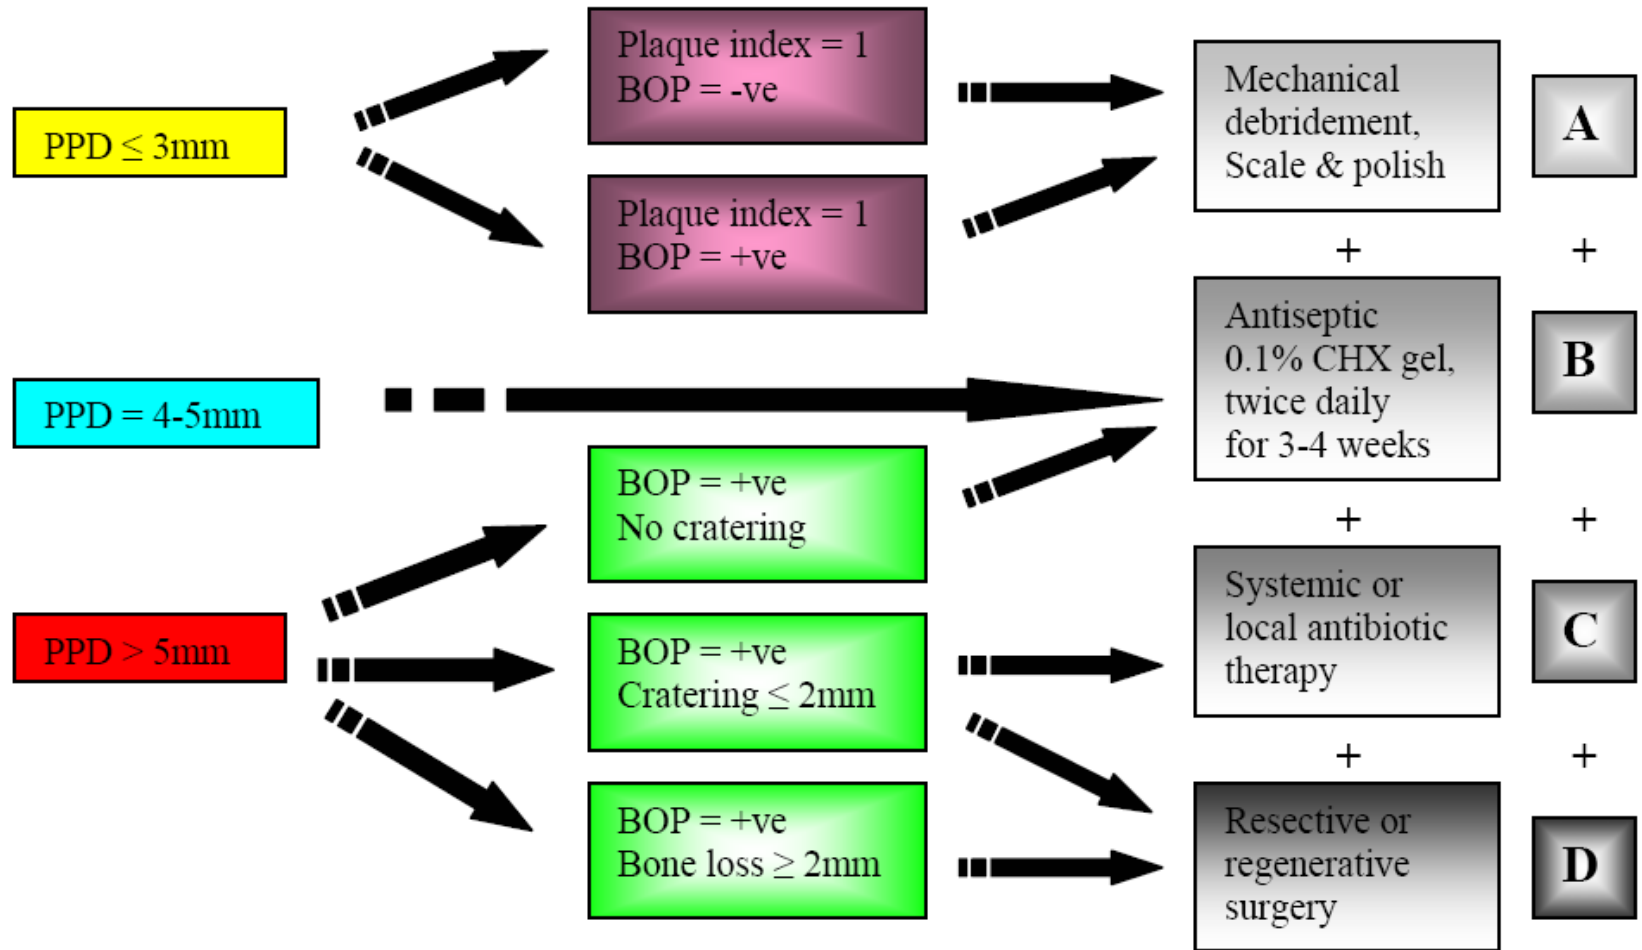 PPD ≤ 3mm
Plaque index = 1
BOP = -ve
Plaque index = 1
BOP = +ve
Mechanical
debridement,
Scale & polish
A
+
+
PPD = 4-5mm
Antiseptic
0.1% CHX gel,
twice daily
for 3-4 weeks
B
+
+
PPD > 5mm
BOP = +ve
No cratering
BOP = +ve
Cratering ≤ 2mm
BOP = +ve
Bone loss ≥ 2mm
Systemic or
local antibiotic
therapy
C
+
+
Resective or
regenerative
surgery
D